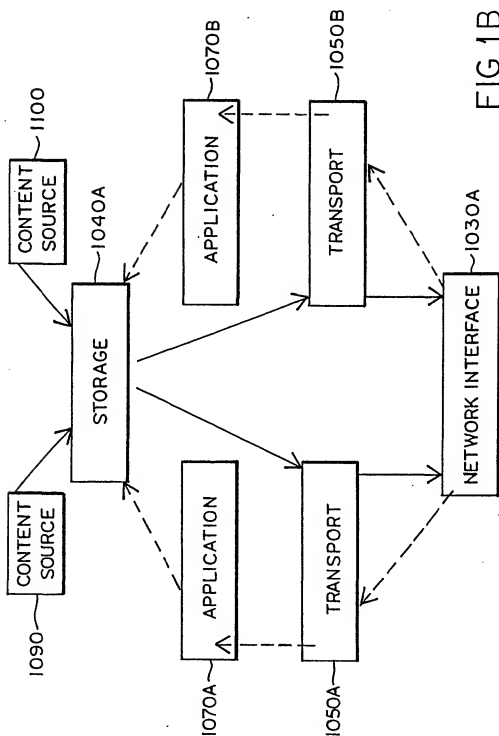 1090
CONTENT
SOURCE
CONTENT
SOURCE
1100
STORAGE
1040A
1070A
APPLICATION
APPLICATION
1070B
1050A
TRANSPORT
TRANSPORT
1050B
NETWORK INTERFACE
1030A
FIG 1B